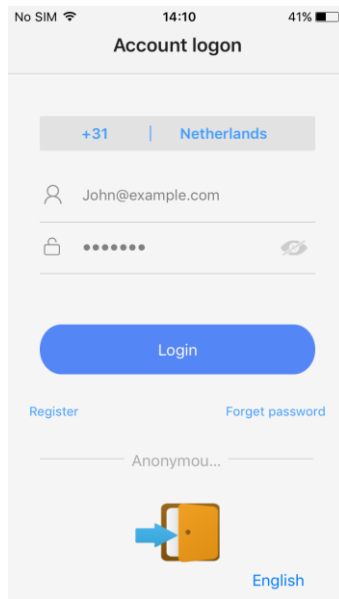 No SIM 14:10 41%
Account logon
+31 | Netherlands
John@example.com
•••••••
Login
Register Forget password
Anonymou...
English